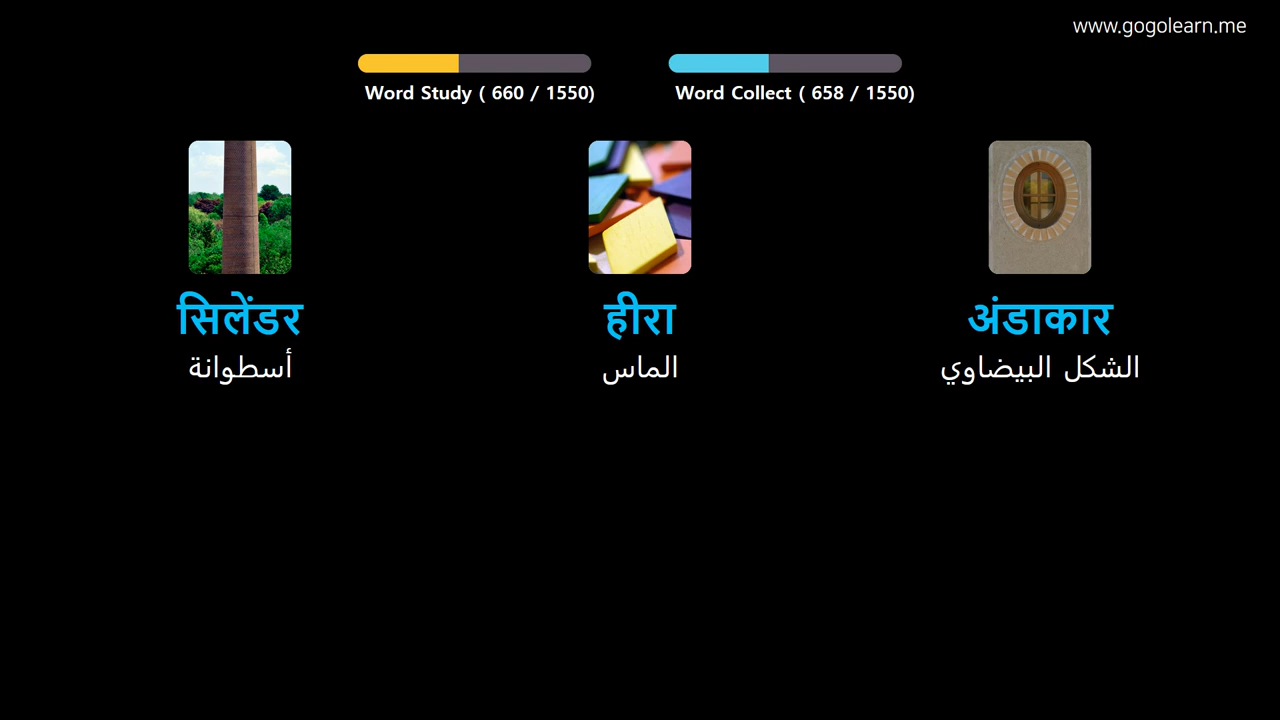 www.gogolearn.me
Word Study ( 660 / 1550)
Word Collect ( 658 / 1550)
सिलेंडर
हीरा
अंडाकार
أسطوانة
الماس
الشكل البيضاوي